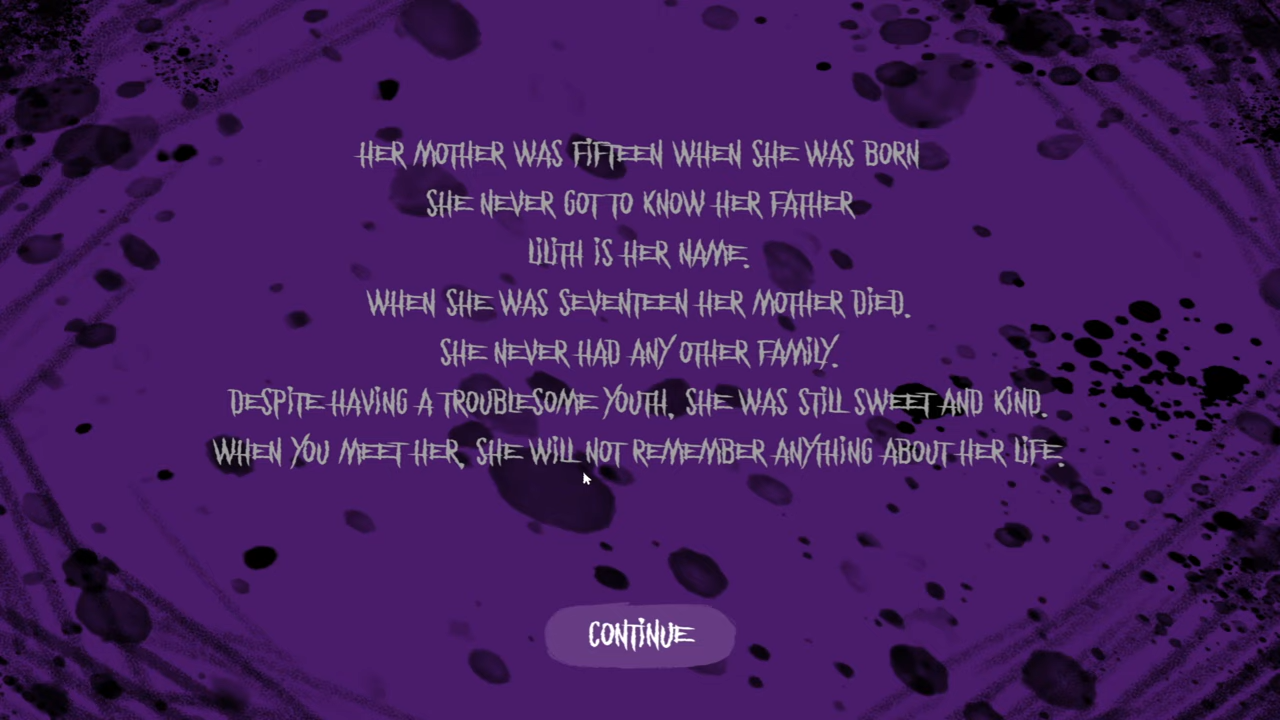 HER MOTHER WAS FIFTEEN WHEN SHE WAS BORN
SHE NEVER GOT TO KNOW HER FATHER
LILITH IS HER NAME.
WHEN SHE WAS SEVENTEEN HER MOTHER DIED.
SHE NEVER HAD ANY OTHER FAMILY.
DESPITE HAVING A TROUBLESOME YOUTH, SHE WAS STILL SWEET AND KIND.
WHEN YOU MEET HER, SHE WILL NOT REMEMBER ANYTHING ABOUT HER LIFE.
CONTINUE